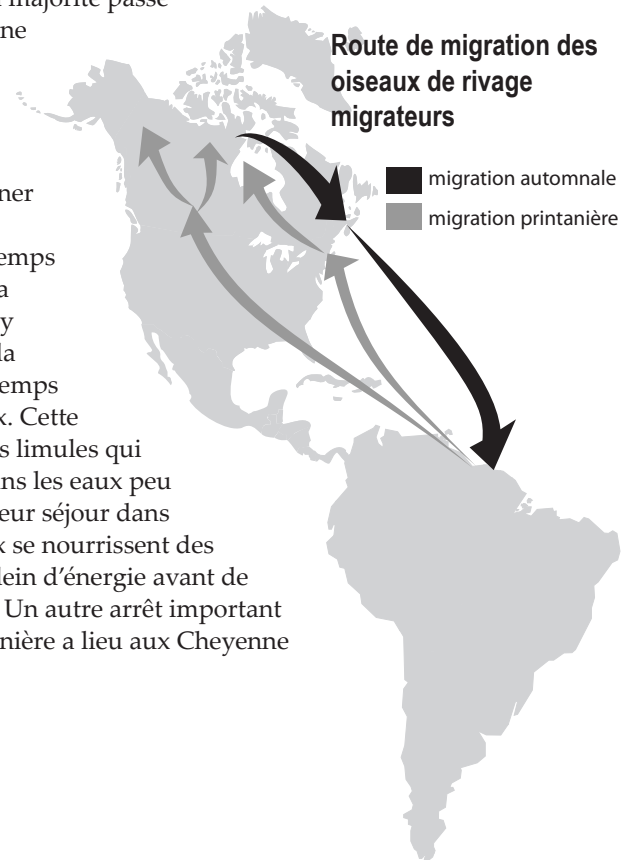 majorité passe
ne
Route de migration des
oiseaux de rivage
migrateurs
migration automnale
migration printanière
ner
emps
a
y
la
emps
x. Cette
s limules qui
ns les eaux peu
eur séjour dans
x se nourrissent des
lein d'énergie avant de
Un autre arrêt important
nière a lieu aux Cheyenne